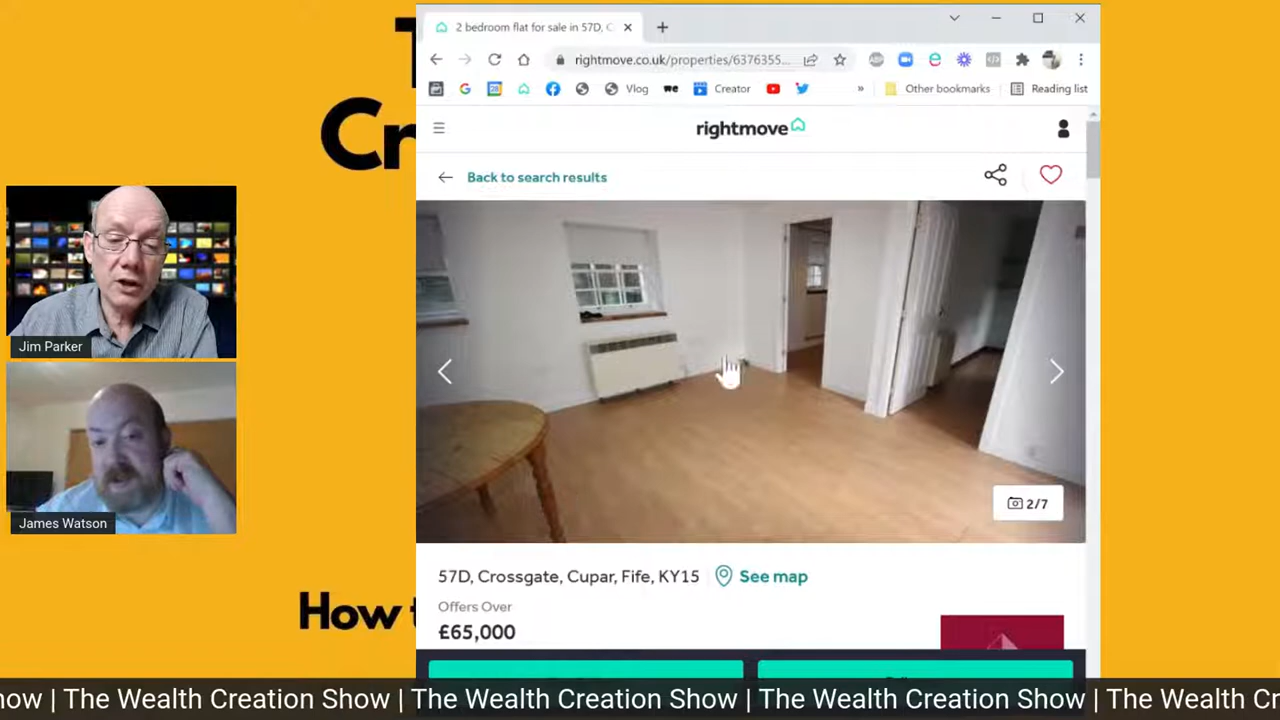 2 bedroom flat for sale in 57D, C
rightmove.co.uk/properties/6376355...
Vlog
Creator
»
Other bookmarks
Reading list
rightmove
Back to search results
2/7
57D, Crossgate, Cupar, Fife, KY15
See map
Offers Over
£65,000
T
Cr
How t
Jim Parker
James Watson
how | The Wealth Creation Show | The Wealth Creation Show | The Wealth Creation Show | The Wealth Cr